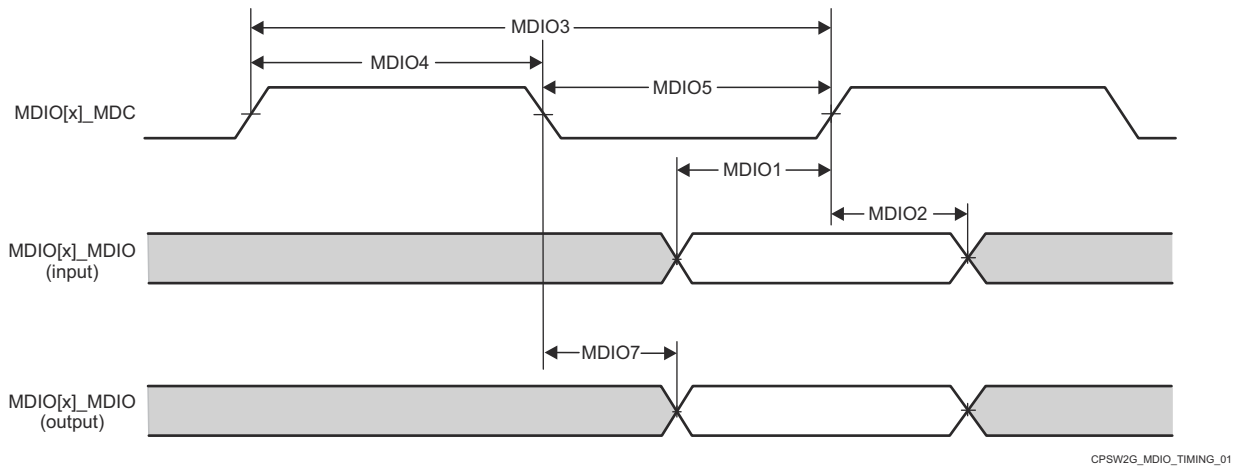 MDIO3
MDIO4
MDIO5
MDIO[x]_MDC
MDIO1
MDIO2
MDIO[x]_MDIO
(input)
MDIO7
MDIO[x]_MDIO
(output)
CPSW2G_MDIO_TIMING_01